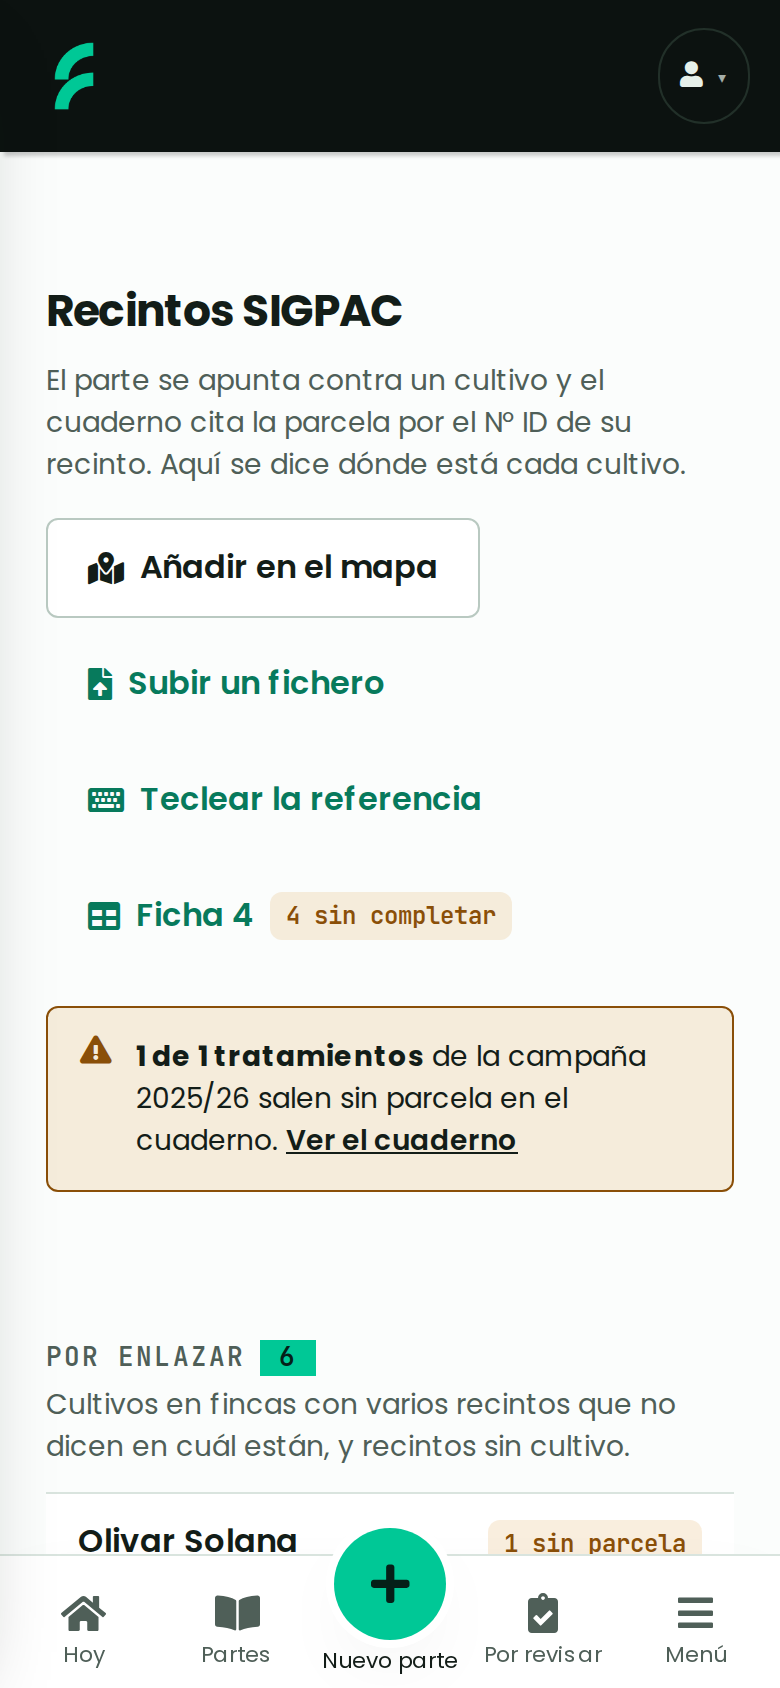 Recintos SIGPAC
El parte se apunta contra un cultivo y el
cuaderno cita la parcela por el Nº ID de su
recinto. Aquí se dice dónde está cada cultivo.
Añadir en el mapa
Subir un fichero
Teclear la referencia
Ficha 4 4 sin completar
1 de 1 tratamientos de la campaña
2025/26 salen sin parcela en el
cuaderno. Ver el cuaderno
POR ENLAZAR 6
Cultivos en fincas con varios recintos que no
dicen en cuál están, y recintos sin cultivo.
Olivar Solana 1 sin parcela
Hoy Partes Nuevo parte Por revisar Menú